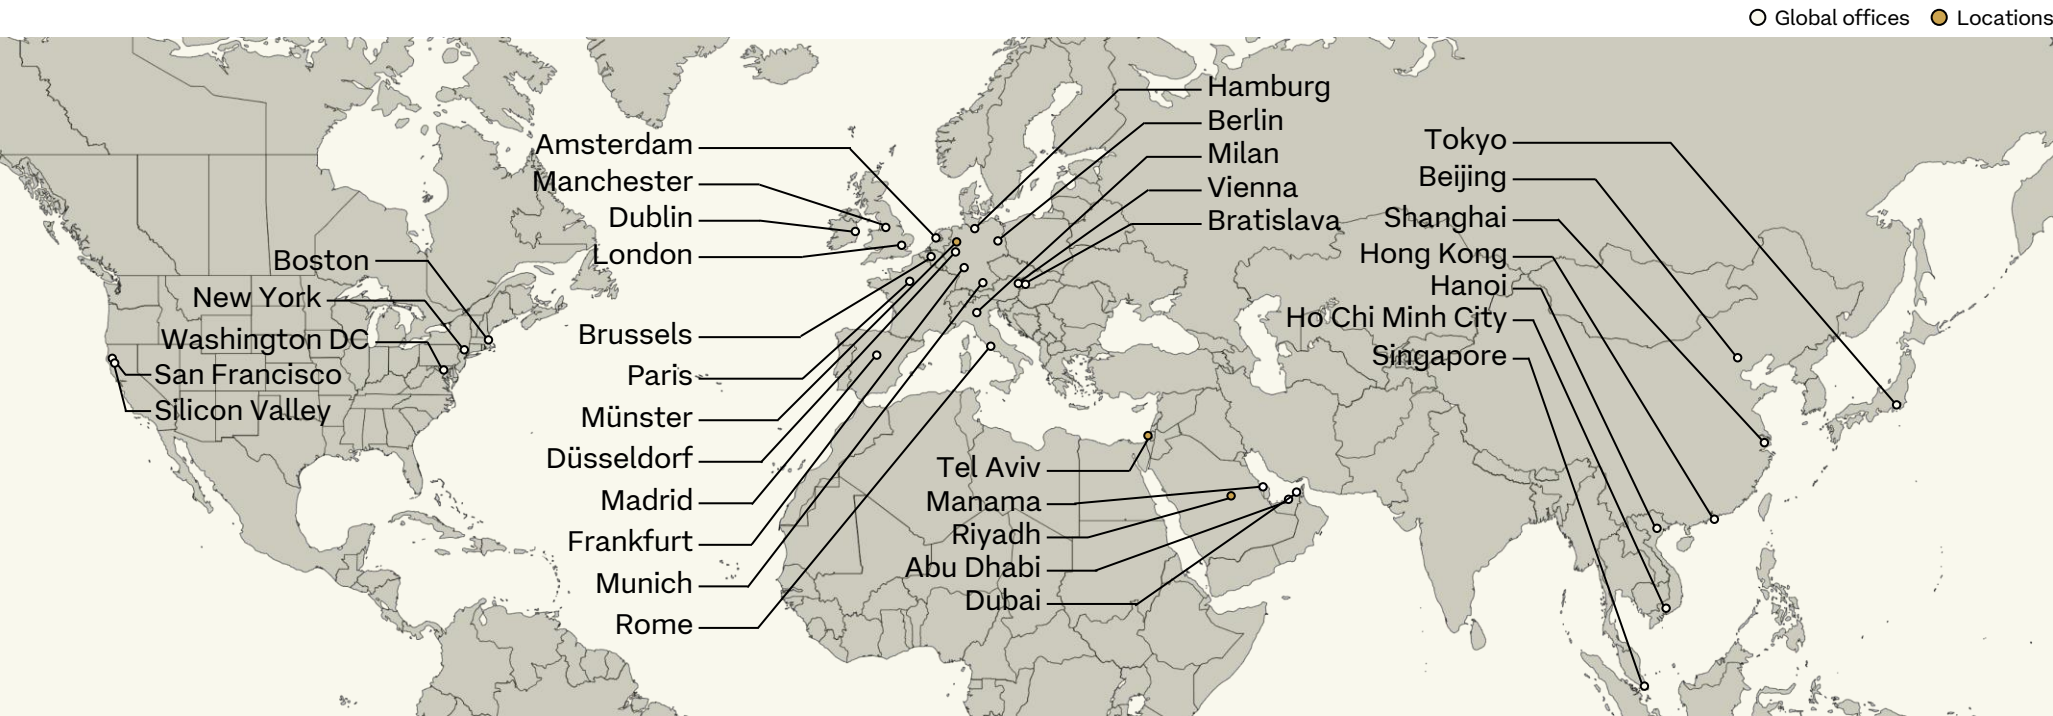 Global offices
Locations
Boston
New York
Washington DC
San Francisco
Silicon Valley
Amsterdam
Manchester
Dublin
London
Brussels
Paris
Münster
Düsseldorf
Madrid
Frankfurt
Munich
Rome
Hamburg
Berlin
Milan
Vienna
Bratislava
Tel Aviv
Manama
Riyadh
Abu Dhabi
Dubai
Tokyo
Beijing
Shanghai
Hong Kong
Hanoi
Ho Chi Minh City
Singapore